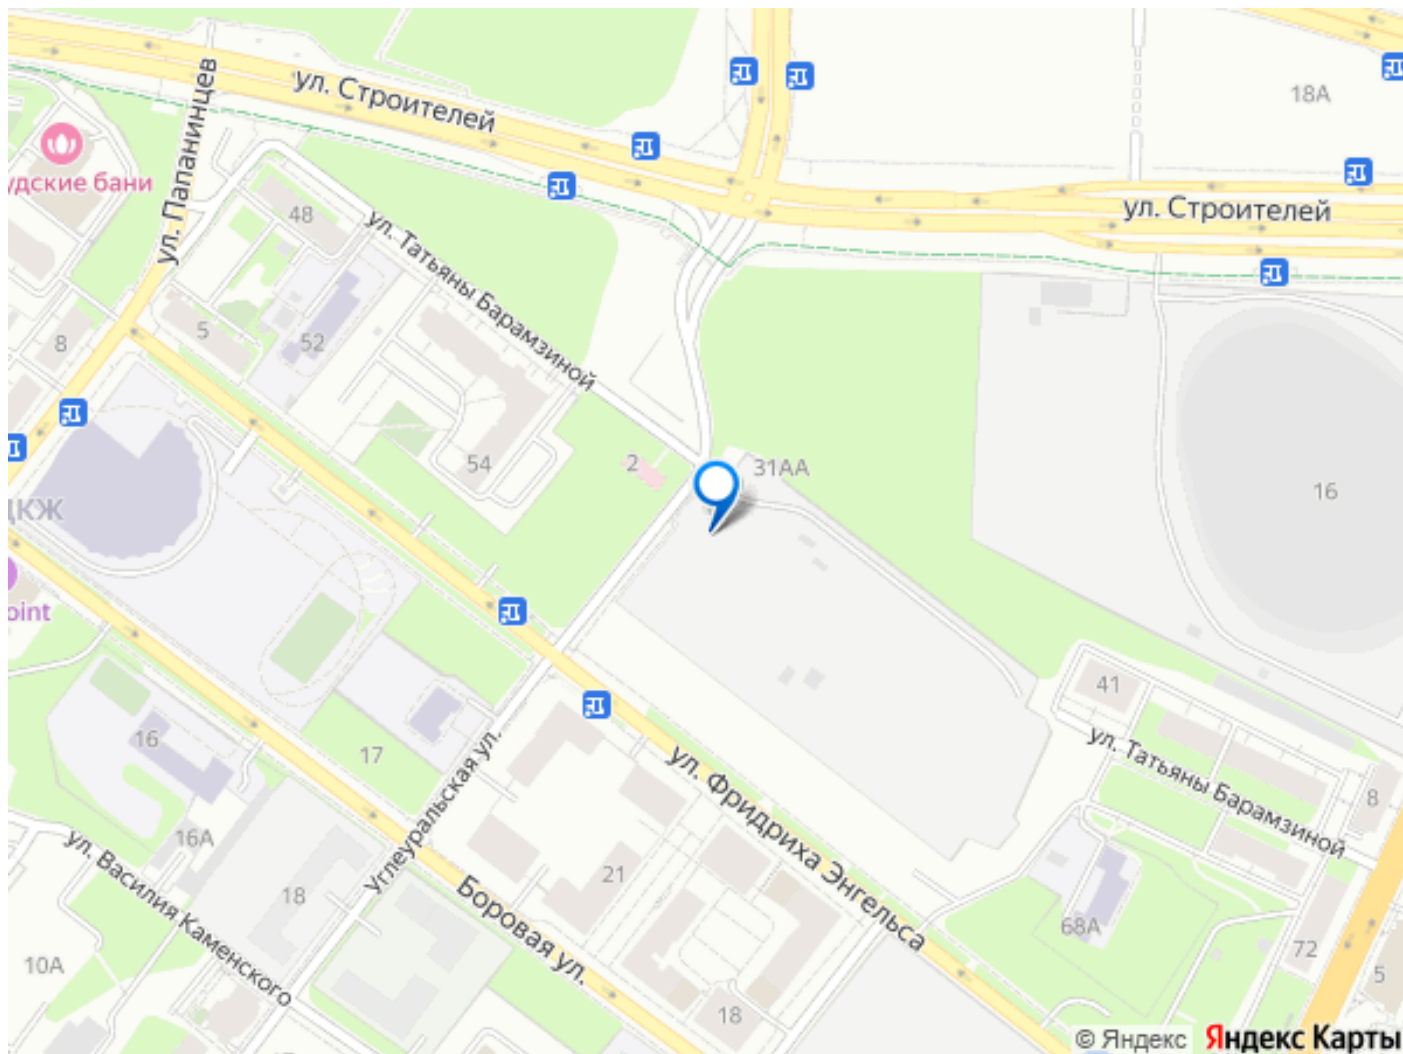 ул. Строителей
18А
ул. Папанинцев
удские бани
48
ул. Татьяны Барамзиной
ул. Строителей
5
52
8
54
2
31АА
16
ЦКЖ
oint
41
16
17
ул. Татьяны Барамзиной
8
Углеуральская ул.
ул. Фридриха Энгельса
16А
ул. Василия Каменского
18
21
Боровая ул.
68А
72
10А
5
18
© Яндекс Яндекс Карты